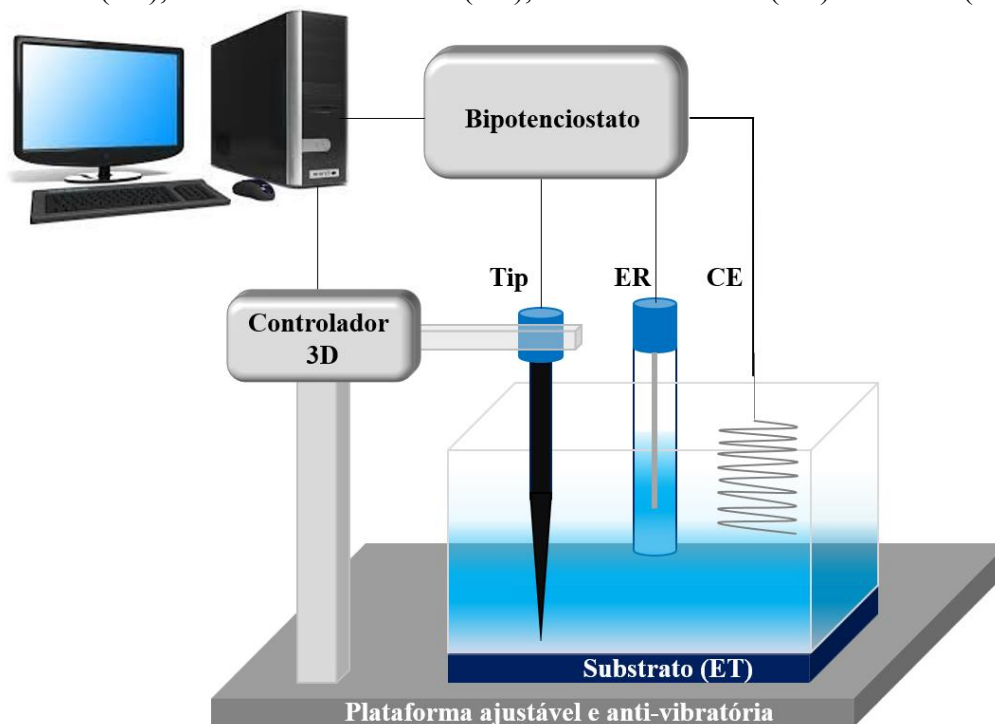 Bipotenciostato
Tip
ER
CE
Controlador
3D
Substrato (ET)
Plataforma ajustável e anti-vibratória